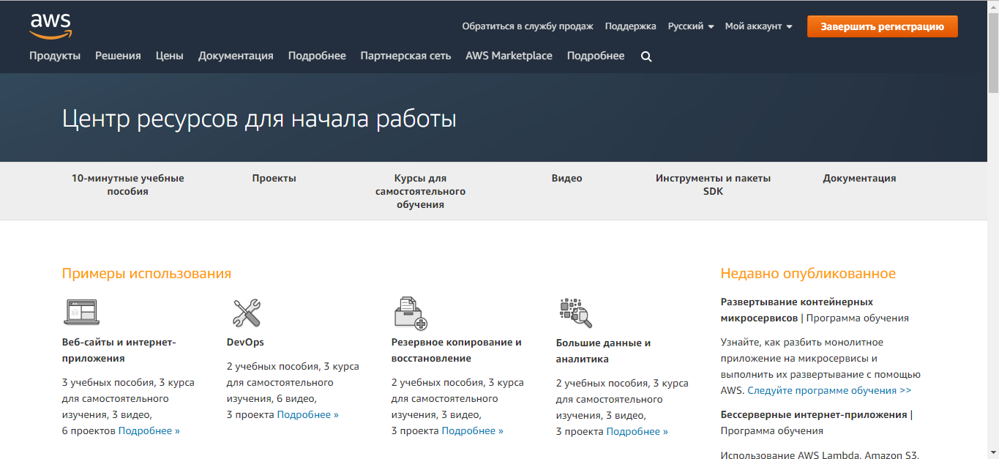 aws
Обратиться в службу продаж Поддержка Русский Мой аккаунт Завершить регистрацию
Продукты Решения Цены Документация Подробнее Партнерская сеть AWS Marketplace Подробнее
Центр ресурсов для начала работы
10-минутные учебные
пособия
Проекты
Курсы для
самостоятельного
обучения
Видео
Инструменты и пакеты
SDK
Документация
Примеры использования
Веб-сайты и интернет-
приложения
3 учебных пособия, 3 курса
для самостоятельного
изучения, 3 видео,
6 проектов Подробнее »
DevOps
2 учебных пособия, 3 курса
для самостоятельного
изучения, 6 видео,
3 проекта Подробнее »
Резервное копирование и
восстановление
2 учебных пособия, 3 курса
для самостоятельного
изучения, 3 видео,
3 проекта Подробнее »
Большие данные и
аналитика
2 учебных пособия, 3 курса
для самостоятельного
изучения, 3 видео,
3 проекта Подробнее »
Недавно опубликованное
Развертывание контейнерных
микросервисов | Программа обучения
Узнайте, как разбить монолитное
приложение на микросервисы и
выполнить их развертывание с помощью
AWS. Следуйте программе обучения >>
Бессерверные интернет-приложения |
Программа обучения
Использование AWS Lambda, Amazon S3,